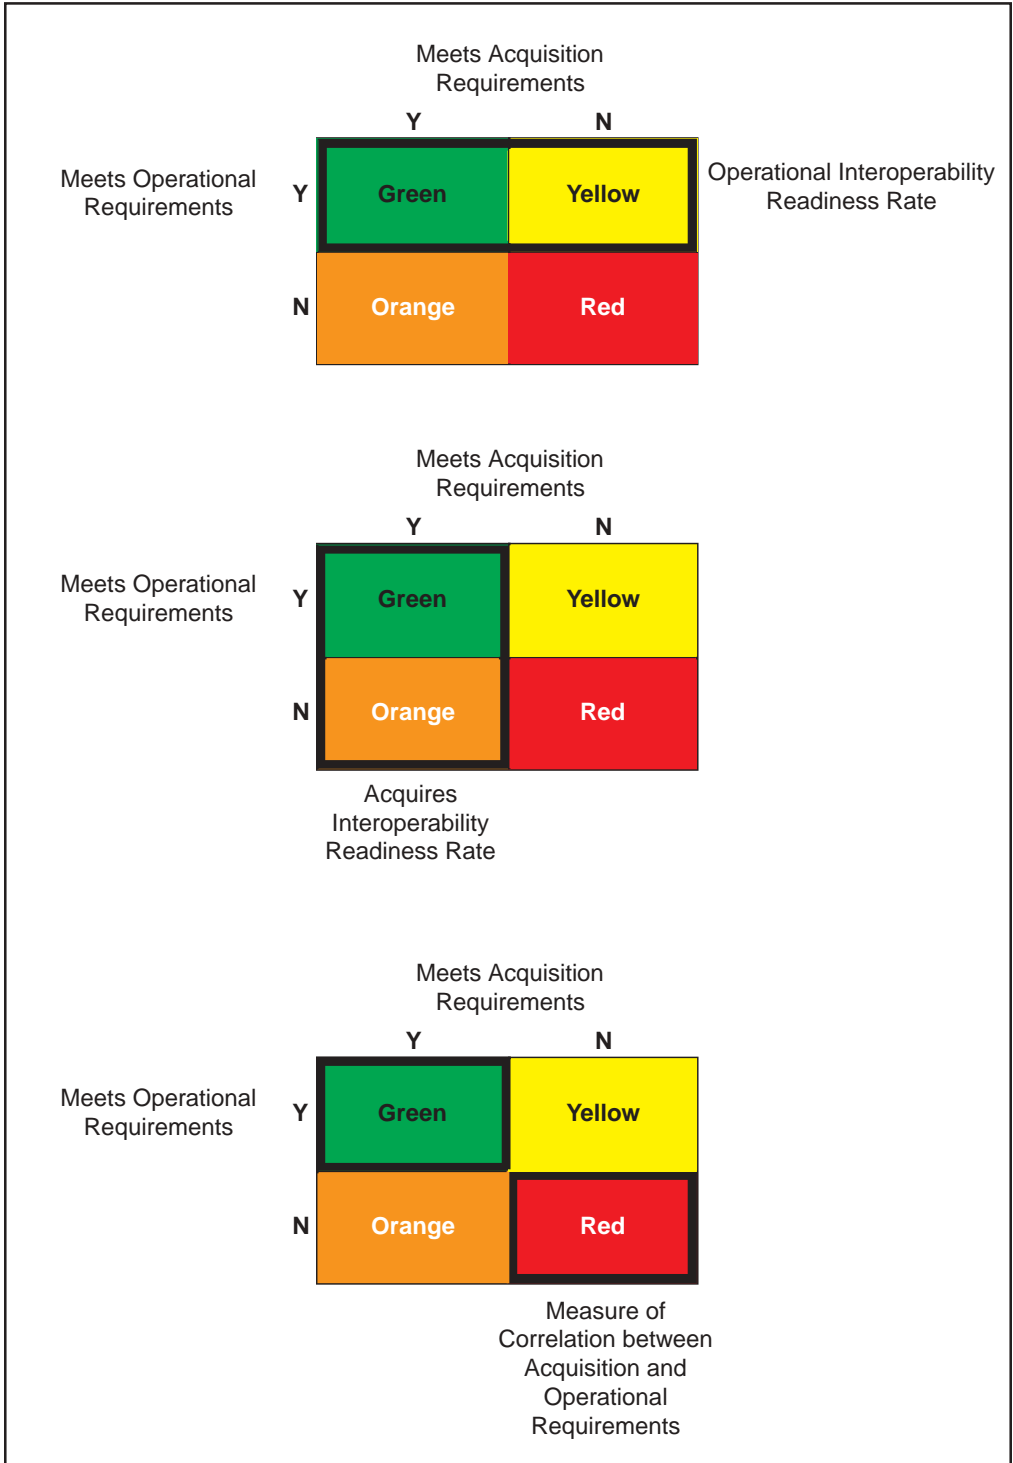 Meets Acquisition
Requirements
Y N
Meets Operational
Requirements
Y Green Yellow
Operational Interoperability
Readiness Rate
N Orange Red
Meets Acquisition
Requirements
Y N
Meets Operational
Requirements
Y Green Yellow
N Orange Red
Acquires
Interoperability
Readiness Rate
Meets Acquisition
Requirements
Y N
Meets Operational
Requirements
Y Green Yellow
N Orange Red
Measure of
Correlation between
Acquisition and
Operational
Requirements